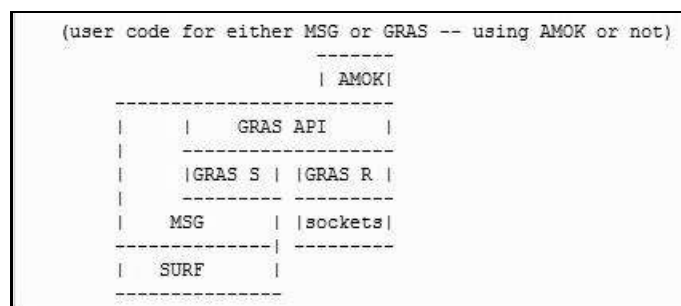 (user code for either MSG or GRAS -- using AMOK or not)
-------
| AMOK|
---------------------------
| | GRAS API |
| --------------------
| |GRAS S | |GRAS R |
| ---------- ----------
| MSG | |sockets|
---------------| ----------
| SURF |
----------------